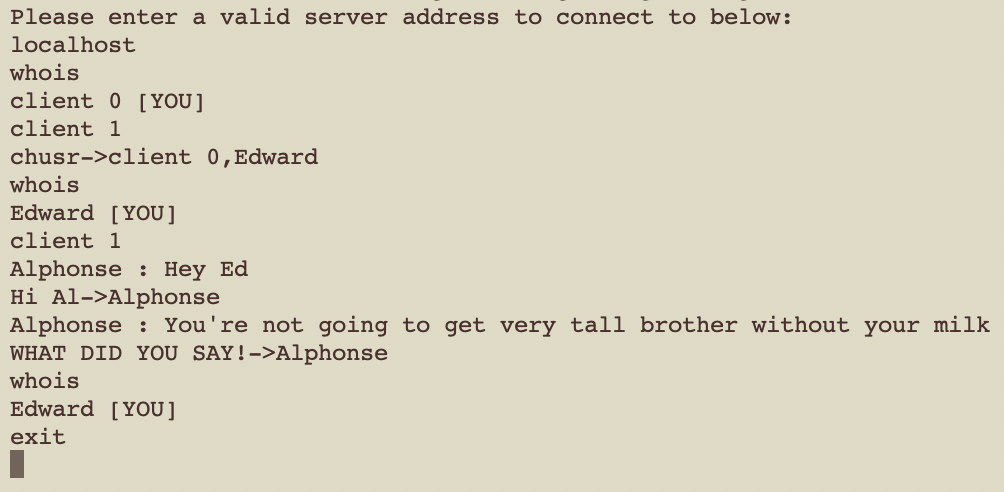 Please enter a valid server address to connect to below:
localhost
whois
client 0 [YOU]
client 1
chusr->client 0,Edward
whois
Edward [YOU]
client 1
Alphonse : Hey Ed
Hi Al->Alphonse
Alphonse : You're not going to get very tall brother without your milk
WHAT DID YOU SAY!->Alphonse
whois
Edward [YOU]
exit